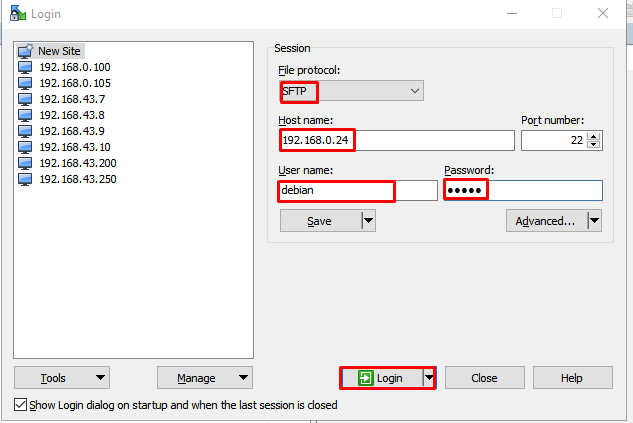 Login
New Site
192.168.0.100
192.168.0.105
192.168.43.7
192.168.43.8
192.168.43.9
192.168.43.10
192.168.43.200
192.168.43.250
Session
File protocol:
SFTP
Host name: Port number:
192.168.0.24 22
User name: Password:
debian •••••
Save Advanced...
Tools Manage Login Close Help
Show Login dialog on startup and when the last session is closed